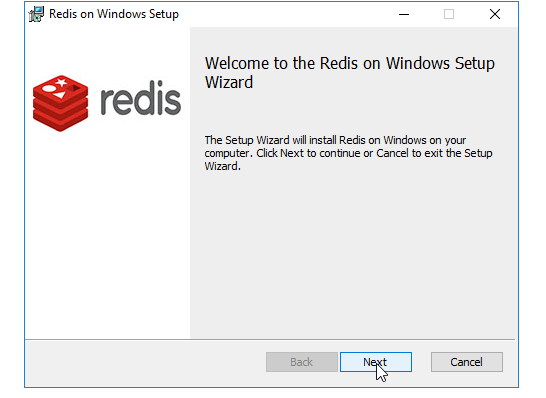 Redis on Windows Setup
Welcome to the Redis on Windows Setup
Wizard
redis
The Setup Wizard will install Redis on Windows on your
computer. Click Next to continue or Cancel to exit the Setup
Wizard.
Back
Next
Cancel